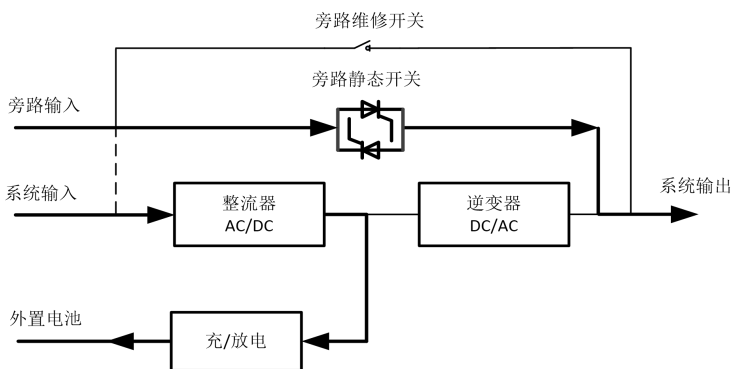 旁路维修开关
旁路静态开关
旁路输入
系统输入
整流器
AC/DC
逆变器
DC/AC
系统输出
外置电池
充/放电